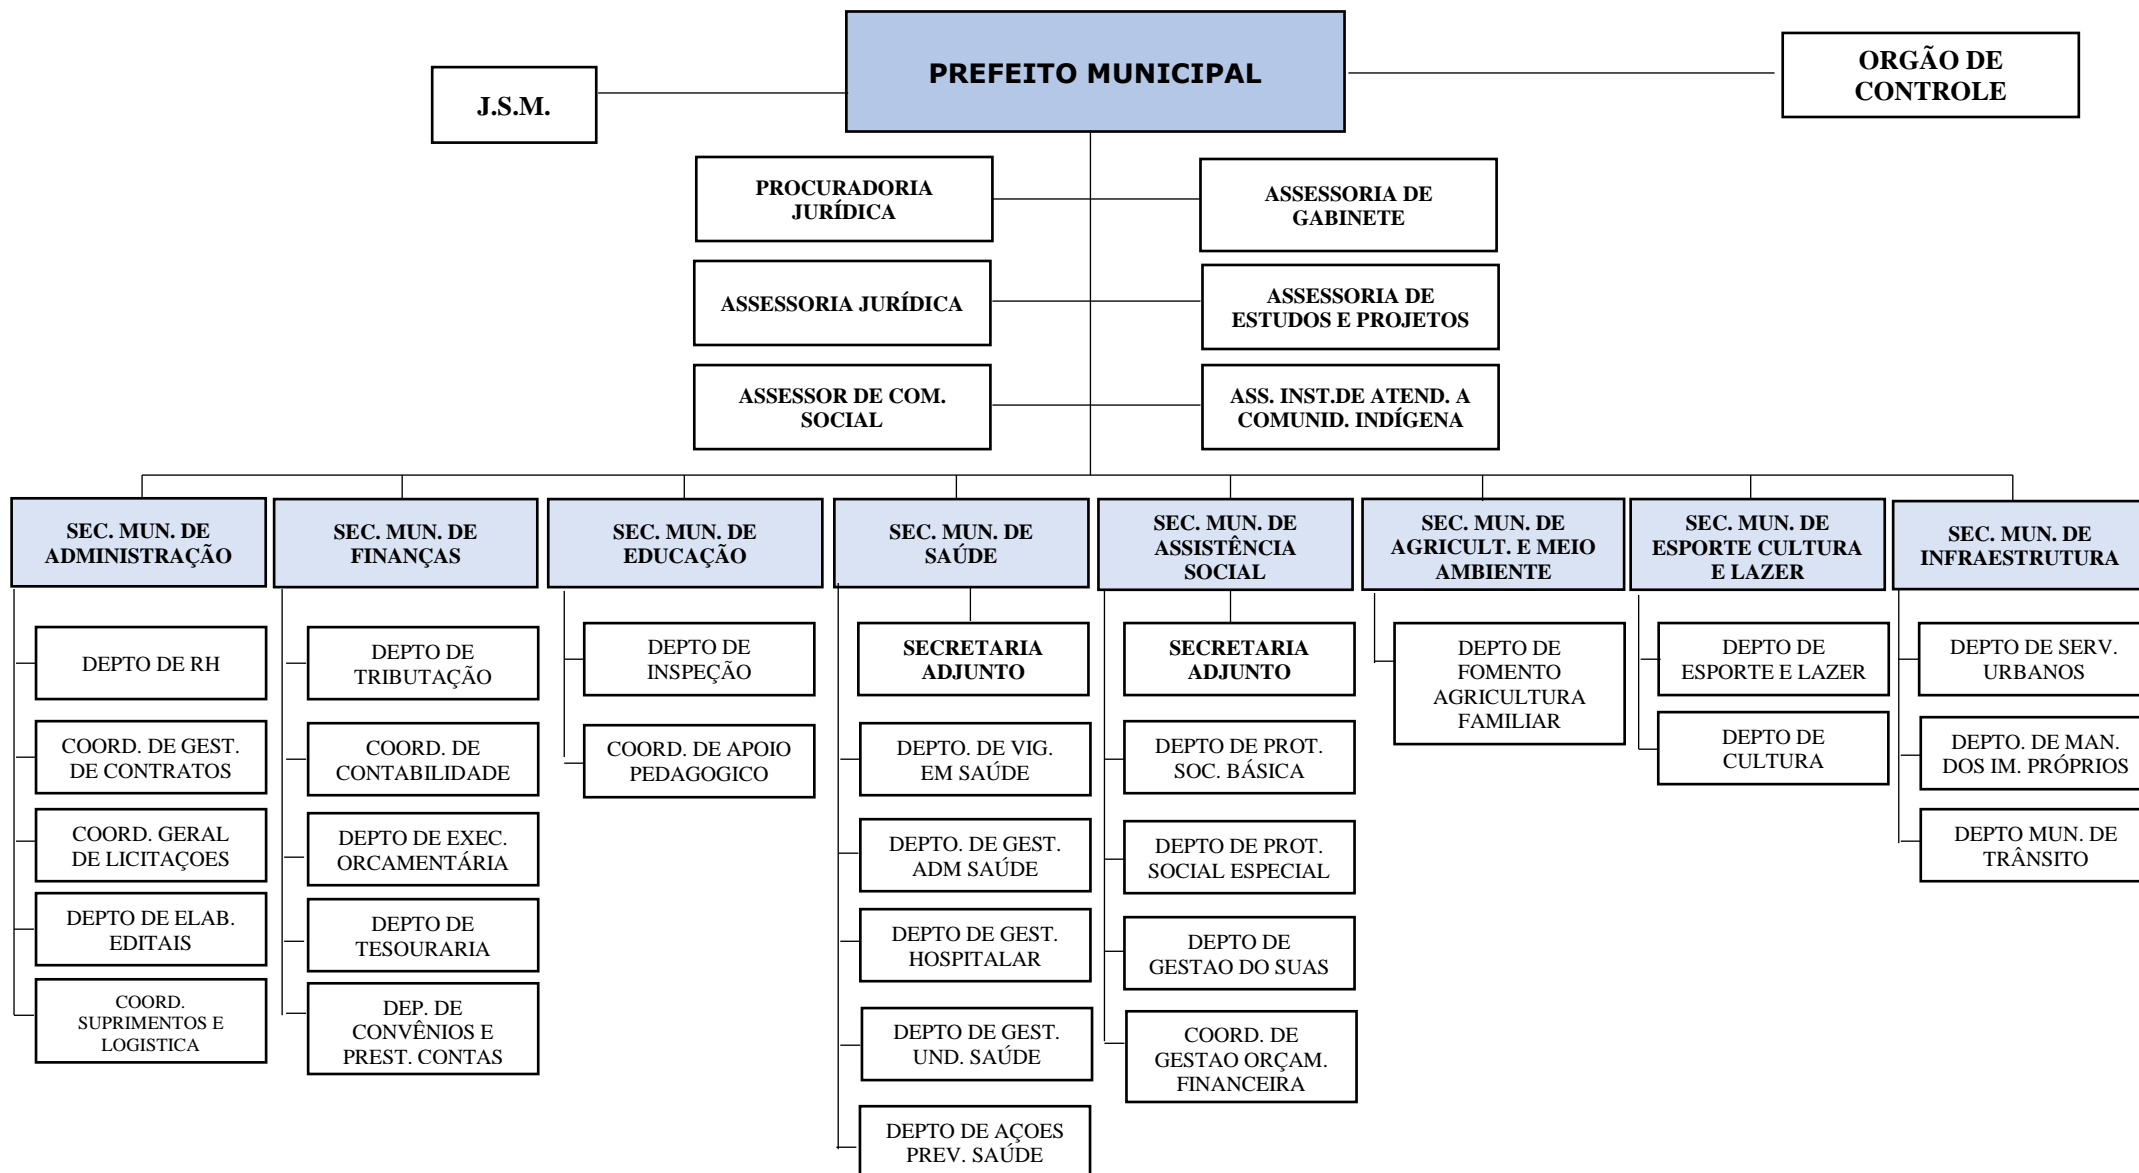 PREFEITO MUNICIPAL
J.S.M.
ORGÃO DE
CONTROLE
PROCURADORIA
JURÍDICA
ASSESSORIA DE
GABINETE
ASSESSORIA JURÍDICA
ASSESSORIA DE
ESTUDOS E PROJETOS
ASSESSOR DE COM.
SOCIAL
ASS. INST.DE ATEND. A
COMUNID. INDÍGENA
SEC. MUN. DE
ADMINISTRAÇÃO
SEC. MUN. DE
FINANÇAS
SEC. MUN. DE
EDUCAÇÃO
SEC. MUN. DE
SAÚDE
SEC. MUN. DE
ASSISTÊNCIA
SOCIAL
SEC. MUN. DE
AGRICULT. E MEIO
AMBIENTE
SEC. MUN. DE
ESPORTE CULTURA
E LAZER
SEC. MUN. DE
INFRAESTRUTURA
DEPTO DE RH
COORD. DE GEST.
DE CONTRATOS
COORD. GERAL
DE LICITAÇOES
DEPTO DE ELAB.
EDITAIS
COORD.
SUPRIMENTOS E
LOGISTICA
DEPTO DE
TRIBUTAÇÃO
COORD. DE
CONTABILIDADE
DEPTO DE EXEC.
ORCAMENTÁRIA
DEPTO DE
TESOURARIA
DEP. DE
CONVÊNIOS E
PREST. CONTAS
DEPTO DE
INSPEÇÃO
COORD. DE APOIO
PEDAGOGICO
SECRETARIA
ADJUNTO
DEPTO. DE VIG.
EM SAÚDE
DEPTO. DE GEST.
ADM SAÚDE
DEPTO DE GEST.
HOSPITALAR
DEPTO DE GEST.
UND. SAÚDE
DEPTO DE AÇOES
PREV. SAÚDE
SECRETARIA
ADJUNTO
DEPTO DE PROT.
SOC. BÁSICA
DEPTO DE PROT.
SOCIAL ESPECIAL
DEPTO DE
GESTAO DO SUAS
COORD. DE
GESTAO ORÇAM.
FINANCEIRA
DEPTO DE
FOMENTO
AGRICULTURA
FAMILIAR
DEPTO DE
ESPORTE E LAZER
DEPTO DE
CULTURA
DEPTO DE SERV.
URBANOS
DEPTO. DE MAN.
DOS IM. PRÓPRIOS
DEPTO MUN. DE
TRÂNSITO